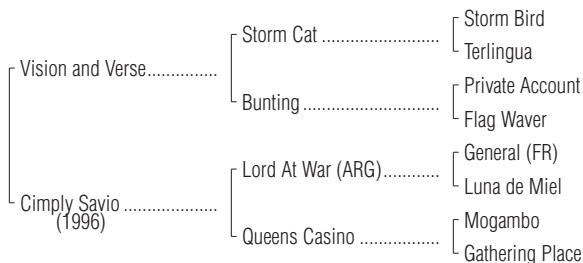 Storm Bird
Storm Cat ........................
Terlingua
Vision and Verse..............
Private Account
Bunting ............................
Flag Waver
General (FR)
Lord At War (ARG)...........
Luna de Miel
Cimply Savio ...................
(1996)
Mogambo
Queens Casino ................
Gathering Place